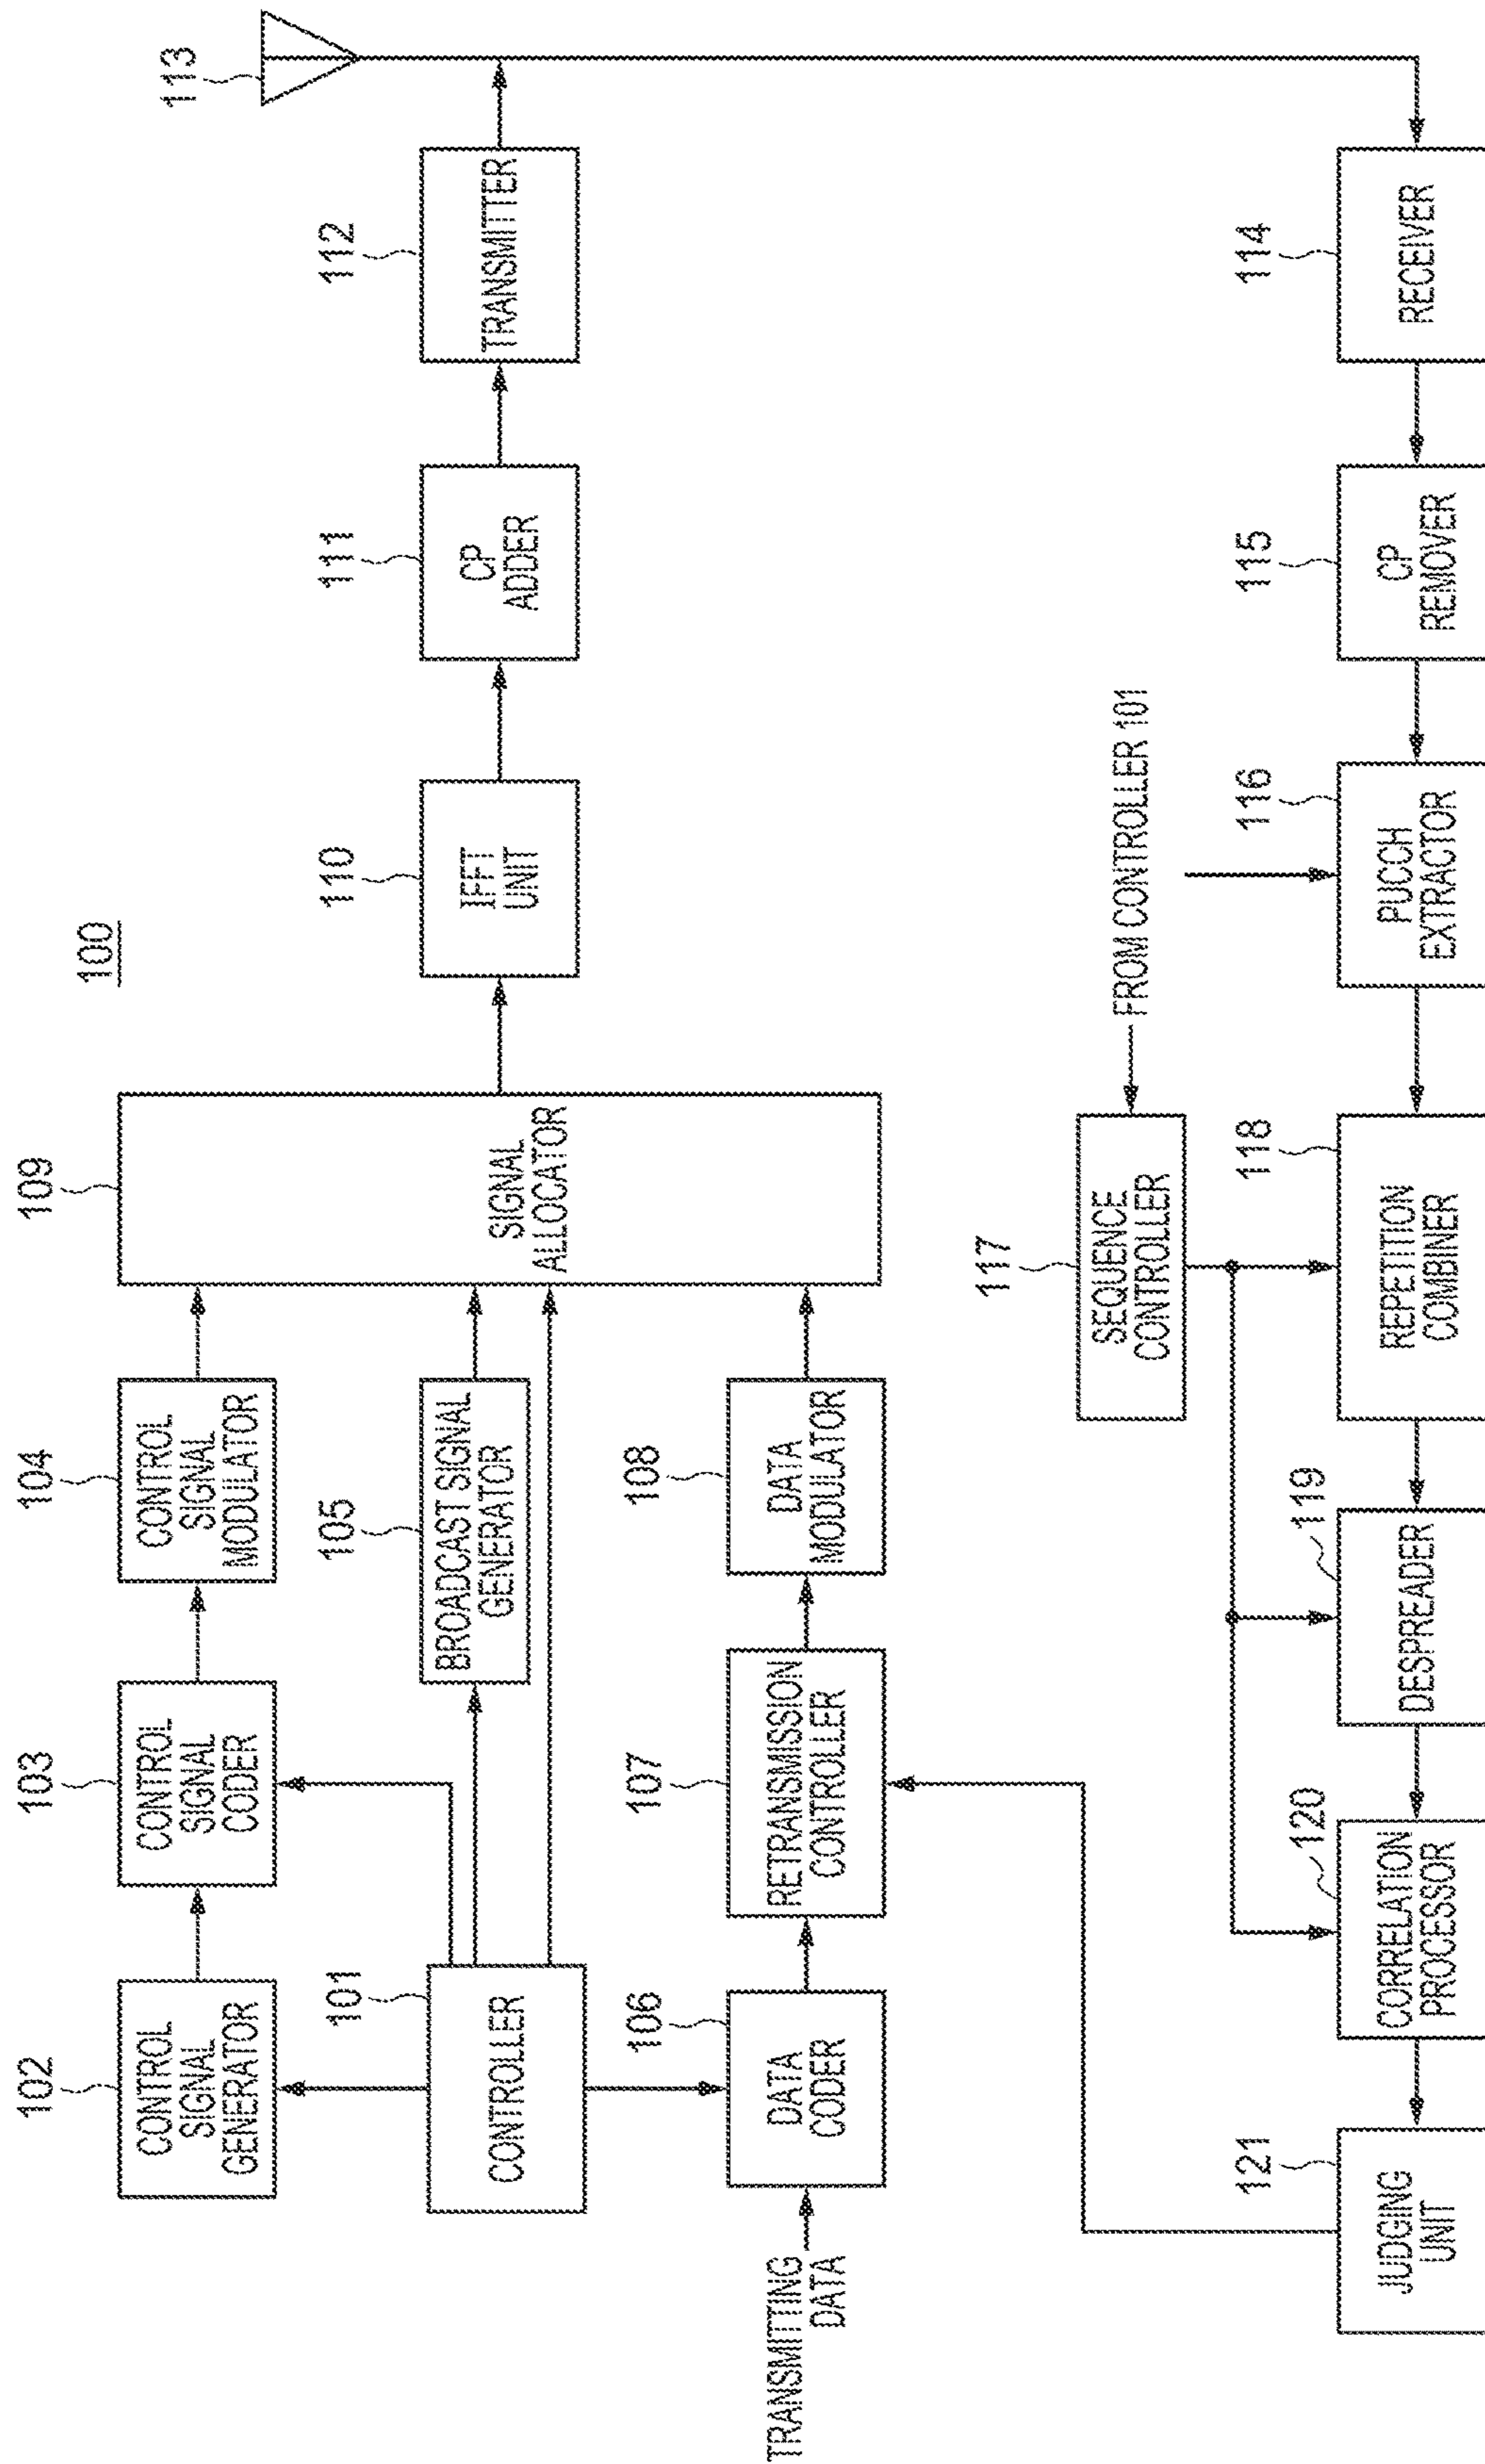 100
102
CONTROL
SIGNAL
GENERATOR
103
CONTROL
SIGNAL
CODER
104
CONTROL
SIGNAL
MODULATOR
109
SIGNAL
ALLOCATOR
101
CONTROLLER
105
BROADCAST SIGNAL
GENERATOR
110
IFFT
UNIT
111
CP
ADDER
112
TRANSMITTER
113
TRANSMITTING
DATA
106
DATA
CODER
107
RETRANSMISSION
CONTROLLER
108
DATA
MODULATOR
117
SEQUENCE
CONTROLLER
FROM CONTROLLER 101
121
JUDGING
UNIT
120
CORRELATION
PROCESSOR
119
DESPREADER
118
REPETITION
COMBINER
116
PUCCH
EXTRACTOR
115
CP
REMOVER
114
RECEIVER